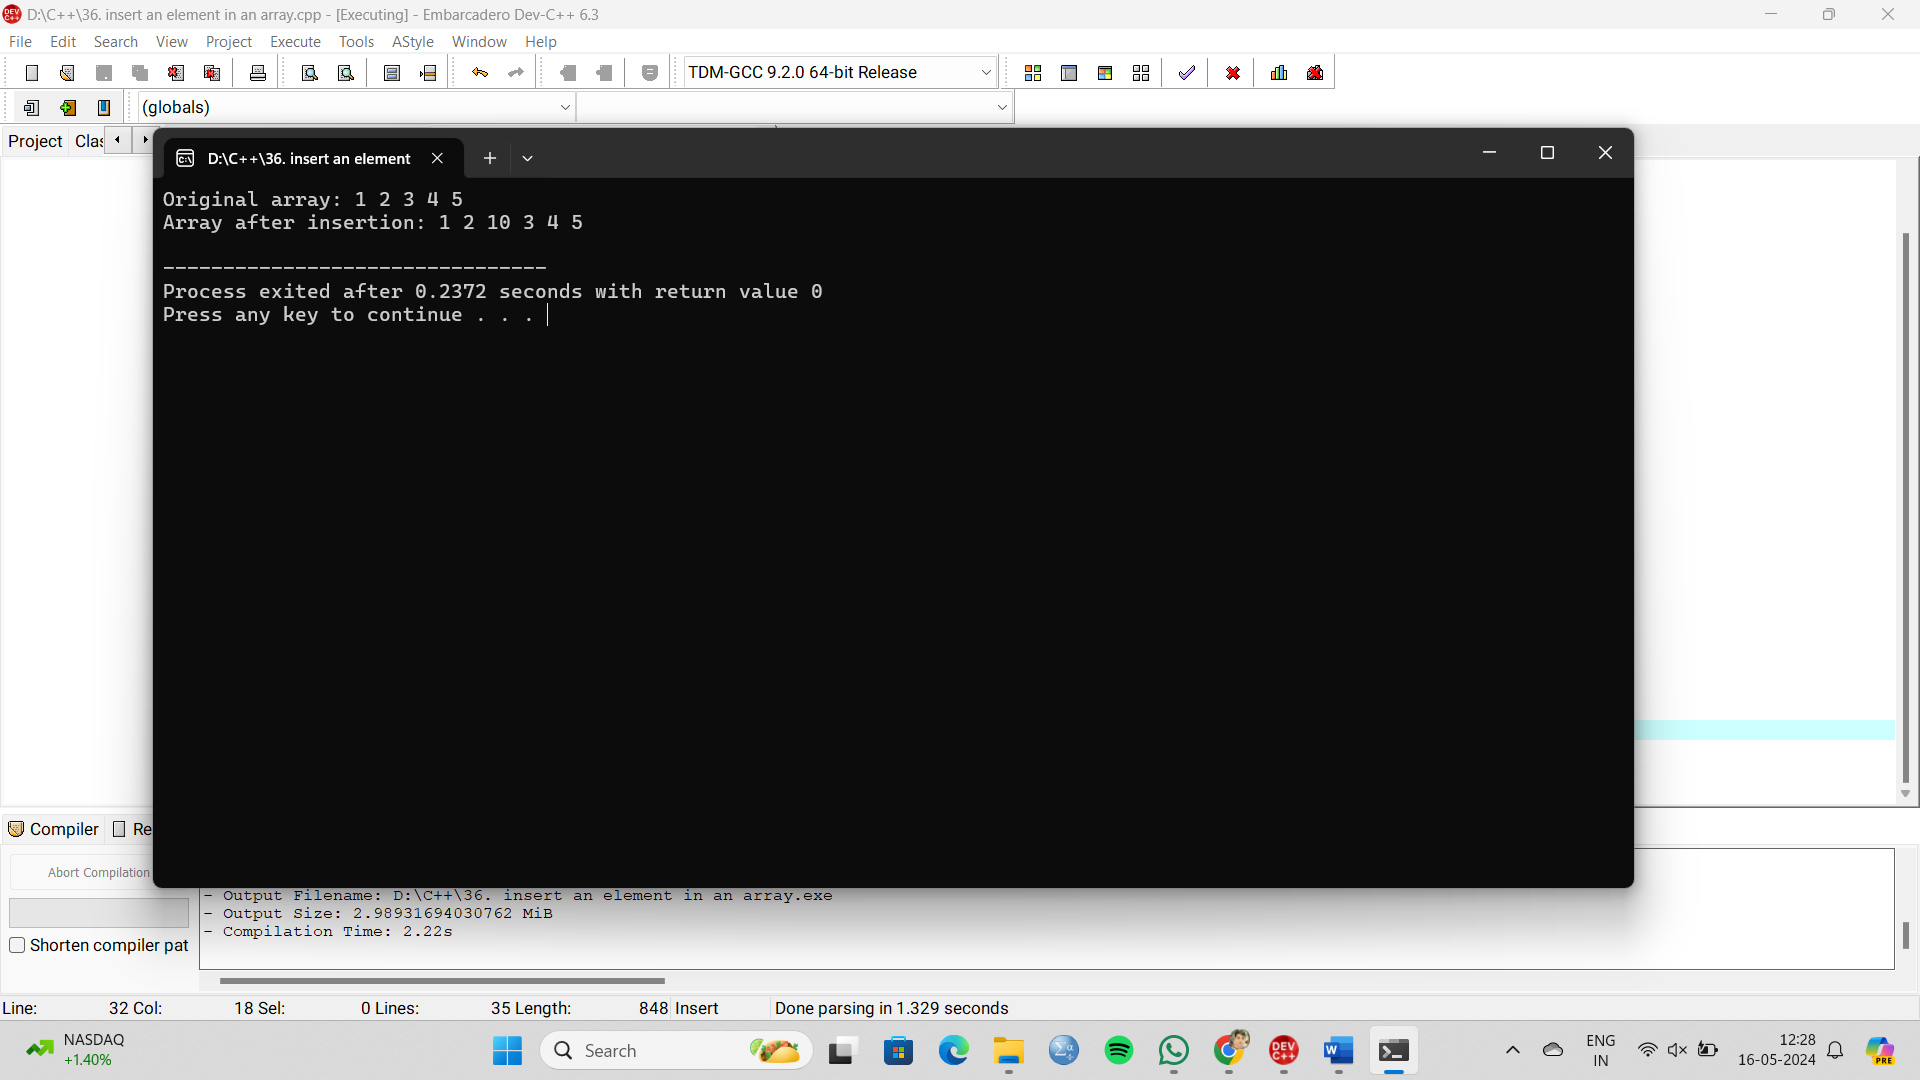 D:\C++\36. insert an element in an array.cpp - [Executing] - Embarcadero Dev-C++ 6.3
File Edit Search View Project Execute Tools AStyle Window Help
TDM-GCC 9.2.0 64-bit Release
(globals)
Project Clas
D:\C++\36. insert an element
Original array: 1 2 3 4 5
Array after insertion: 1 2 10 3 4 5
--------------------------------
Process exited after 0.2372 seconds with return value 0
Press any key to continue . . .
Compiler Re
Abort Compilation
Shorten compiler pat
- Output Filename: D:\C++\36. insert an element in an array.exe
- Output Size: 2.98931694030762 MiB
- Compilation Time: 2.22s
Line: 32 Col: 18 Sel: 0 Lines: 35 Length: 848 Insert Done parsing in 1.329 seconds
NASDAQ
+1.40%
Search
DEV
C++
W
PRE
ENG
IN
12:28
16-05-2024